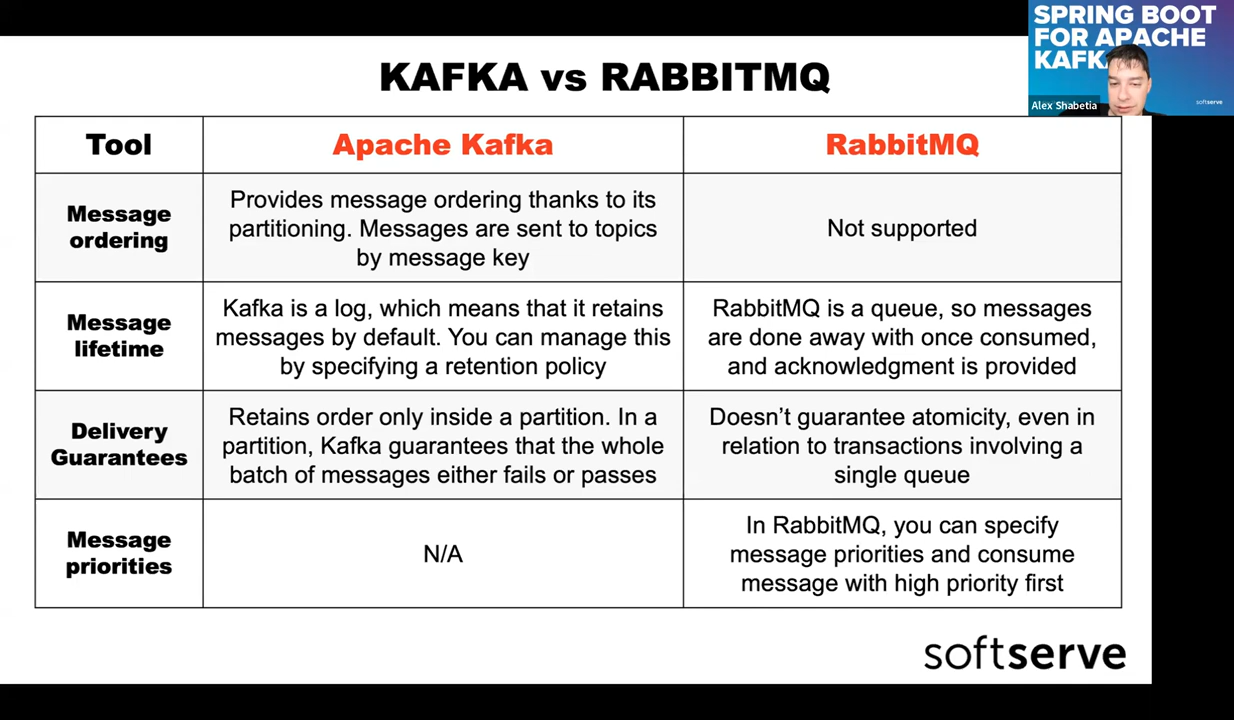 SPRING BOOT
FOR APACHE
KAFK
Alex Shabetia
softserve
KAFKA vs RABBITMQ
Tool
Apache Kafka
RabbitMQ
Message
ordering
Provides message ordering thanks to its
partitioning. Messages are sent to topics
by message key
Not supported
Message
lifetime
Kafka is a log, which means that it retains
messages by default. You can manage this
by specifying a retention policy
RabbitMQ is a queue, so messages
are done away with once consumed,
and acknowledgment is provided
Delivery
Guarantees
Retains order only inside a partition. In a
partition, Kafka guarantees that the whole
batch of messages either fails or passes
Doesn’t guarantee atomicity, even in
relation to transactions involving a
single queue
Message
priorities
N/A
In RabbitMQ, you can specify
message priorities and consume
message with high priority first
softserve